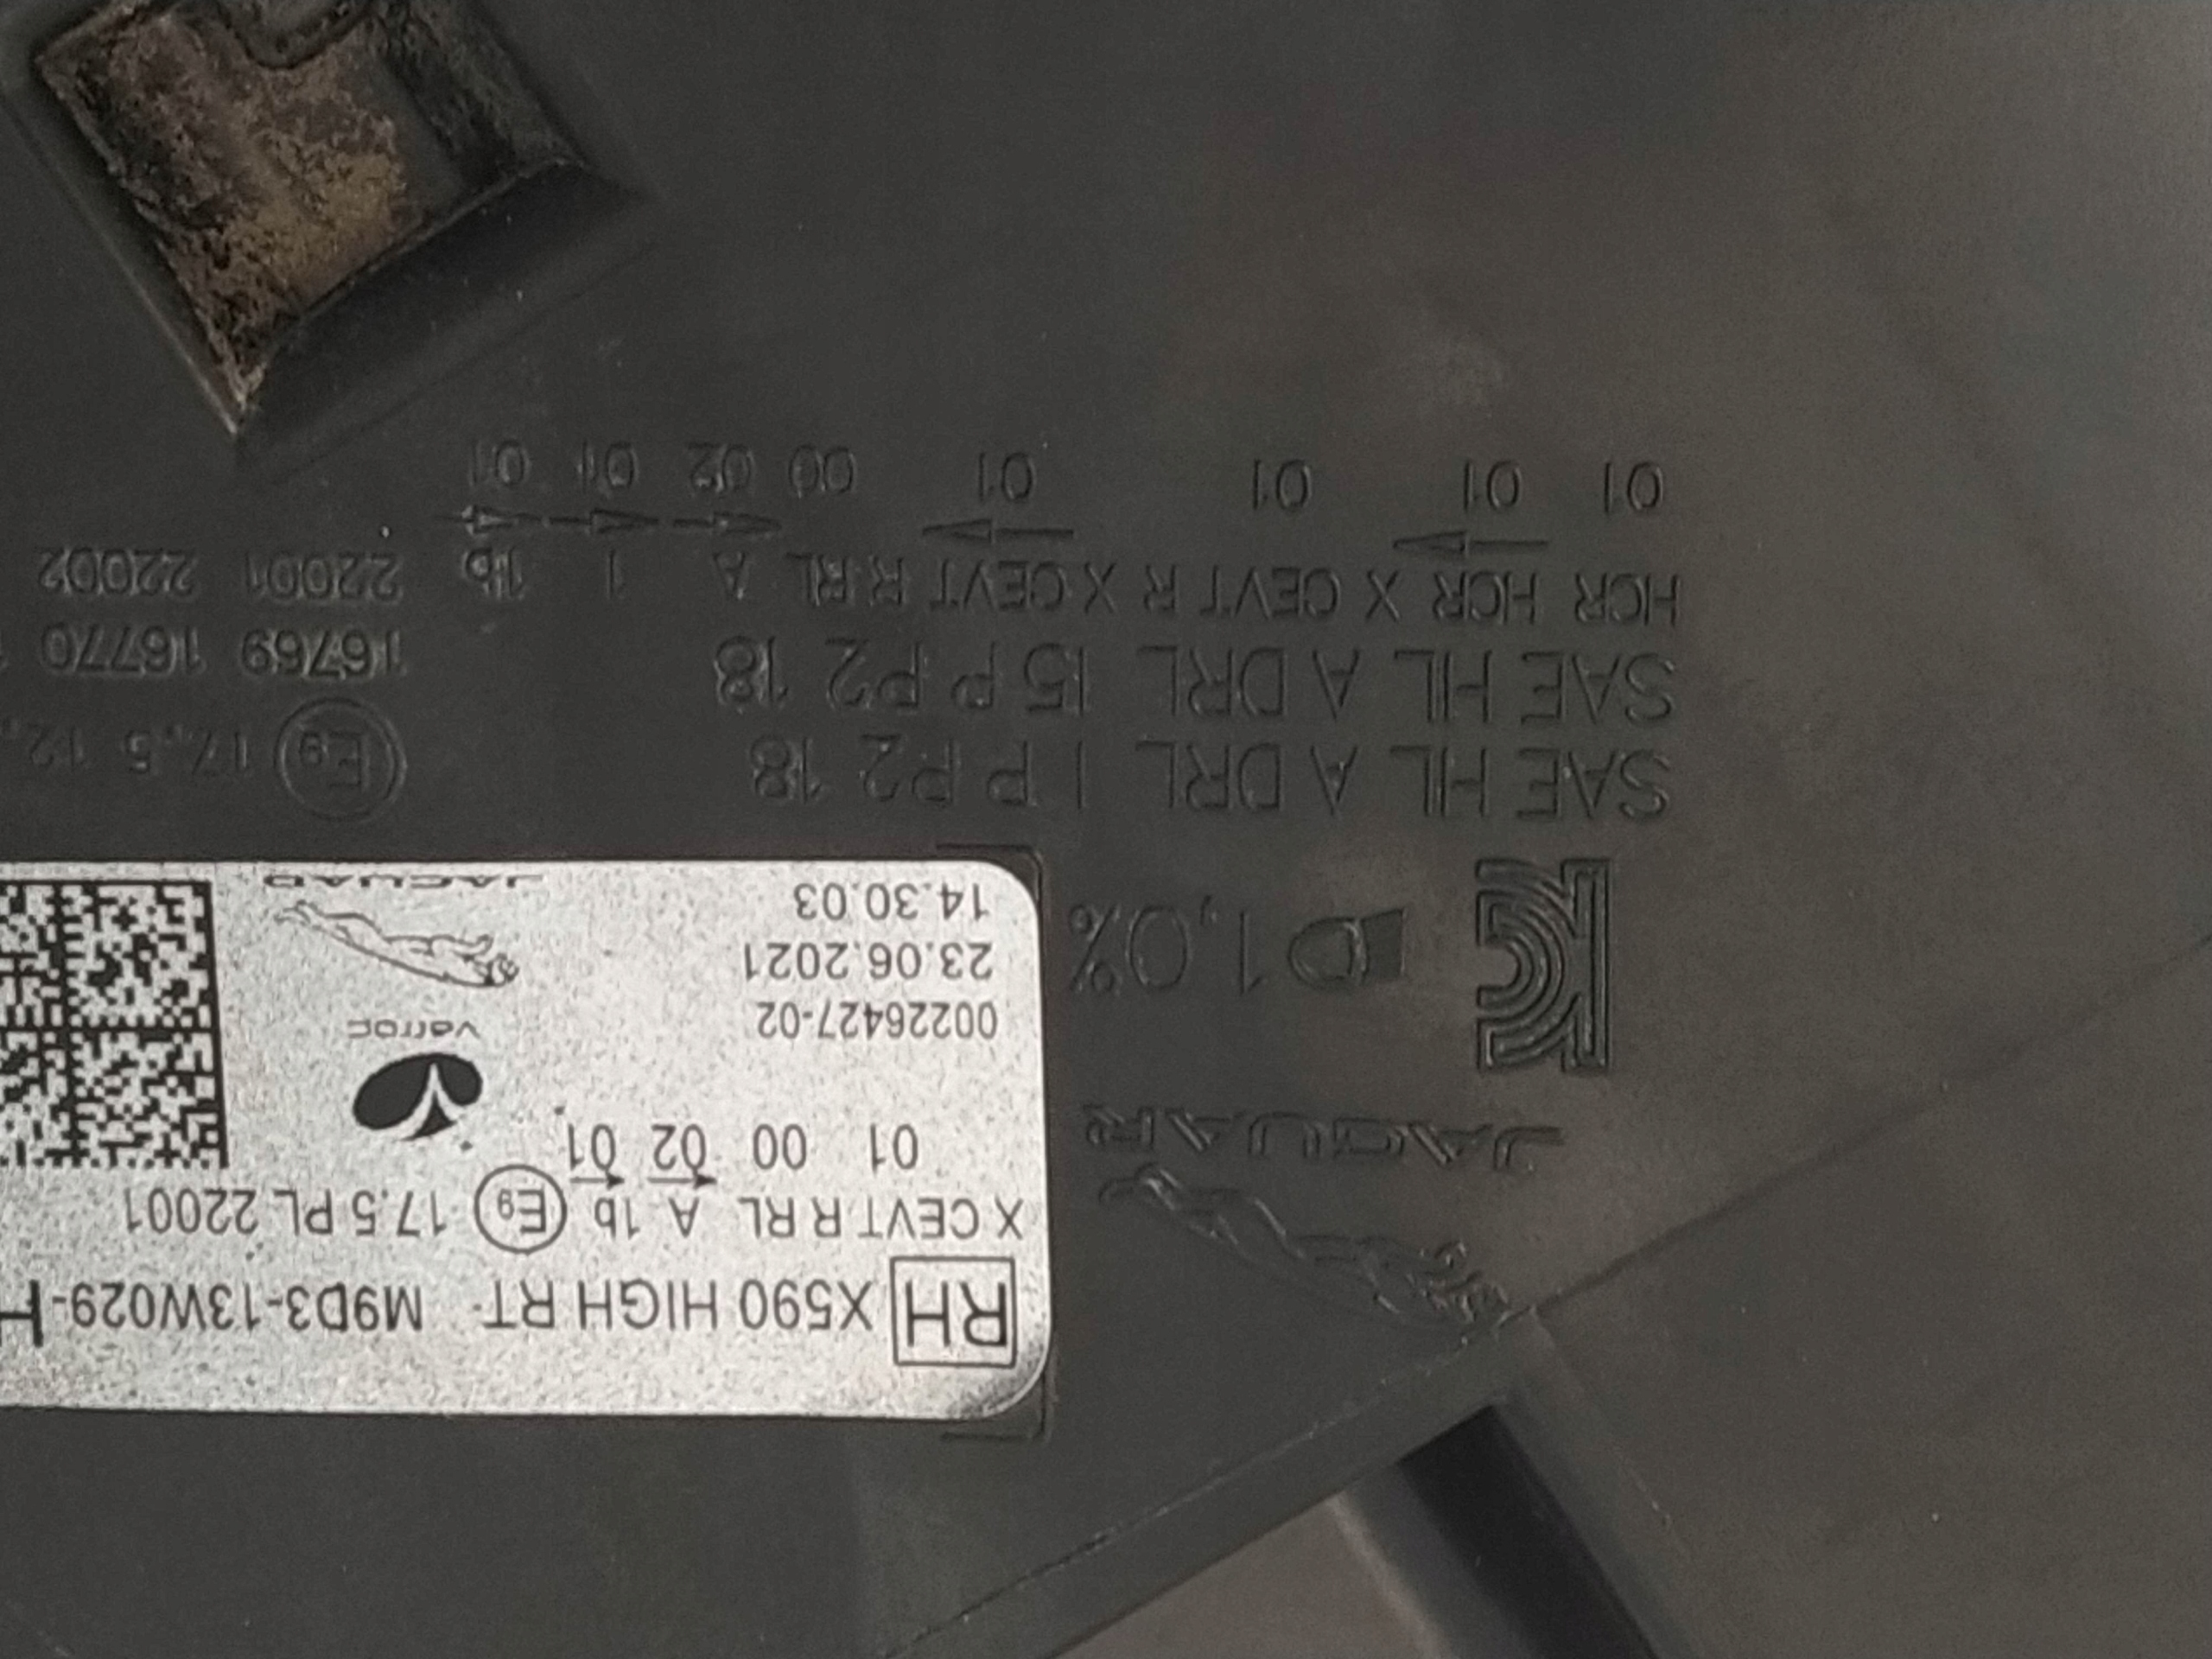 RH X590 HIGH RT M9D3-13W029-
X CEVT R RL A 1b E9 17.5 PL 22001
01 00 02 01
varroc
00226427-02
23.06.2021
14.30.03
JAGUAR
JAGUAR
KC
1,0%
SAE HL A DRL I P P2 18
E9 17.5 12.
SAE HL A DRL I5 P P2 18
16769 16770
HCR HCR X CEVT R X CEVT R RL A 1 1b
22001 22002
01 01 01 01 00 02 01 01